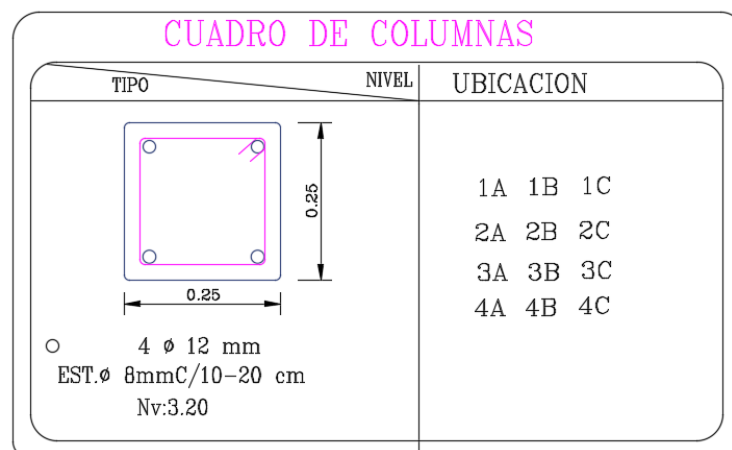 CUADRO DE COLUMNAS
TIPO
NIVEL
UBICACION
0.25
0.25
4 ø 12 mm
EST.ø 8mmC/10-20 cm
Nv:3.20
1A 1B 1C
2A 2B 2C
3A 3B 3C
4A 4B 4C